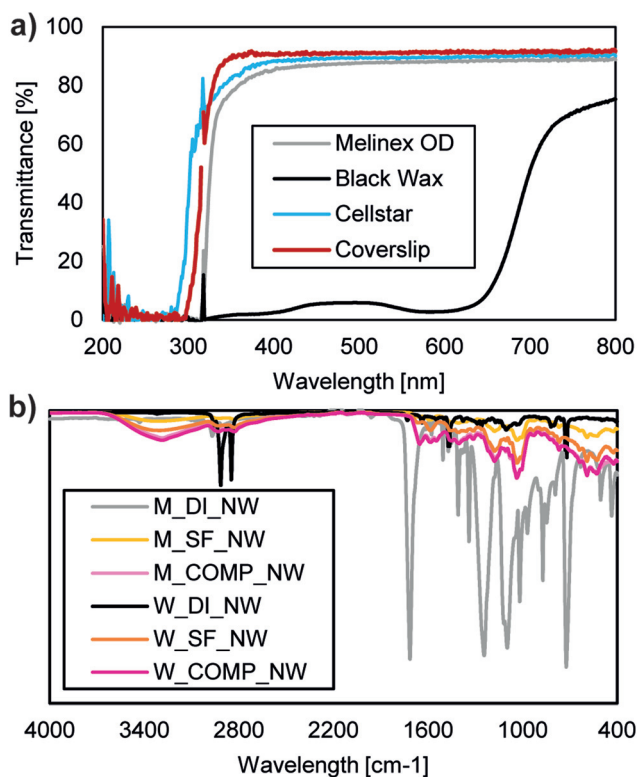 a)
100
80
60
40
20
0
Transmittance [%]
Melinex OD
Black Wax
Cellstar
Coverslip
200 300 400 500 600 700 800
Wavelength [nm]
b)
M_DI_NW
M_SF_NW
M_COMP_NW
W_DI_NW
W_SF_NW
W_COMP_NW
4000 3400 2800 2200 1600 1000 400
Wavelength [cm-1]